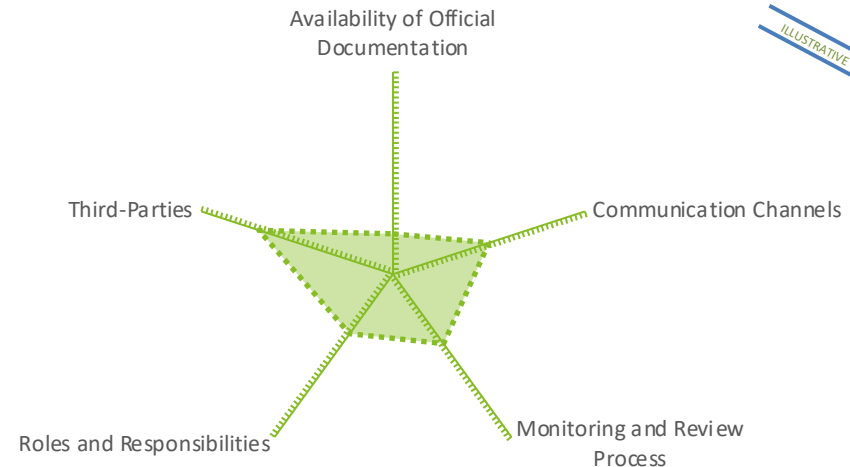 Availability of Official
Documentation
ILLUSTRATIVE
Third-Parties
Communication Channels
Roles and Responsibilities
Monitoring and Review
Process